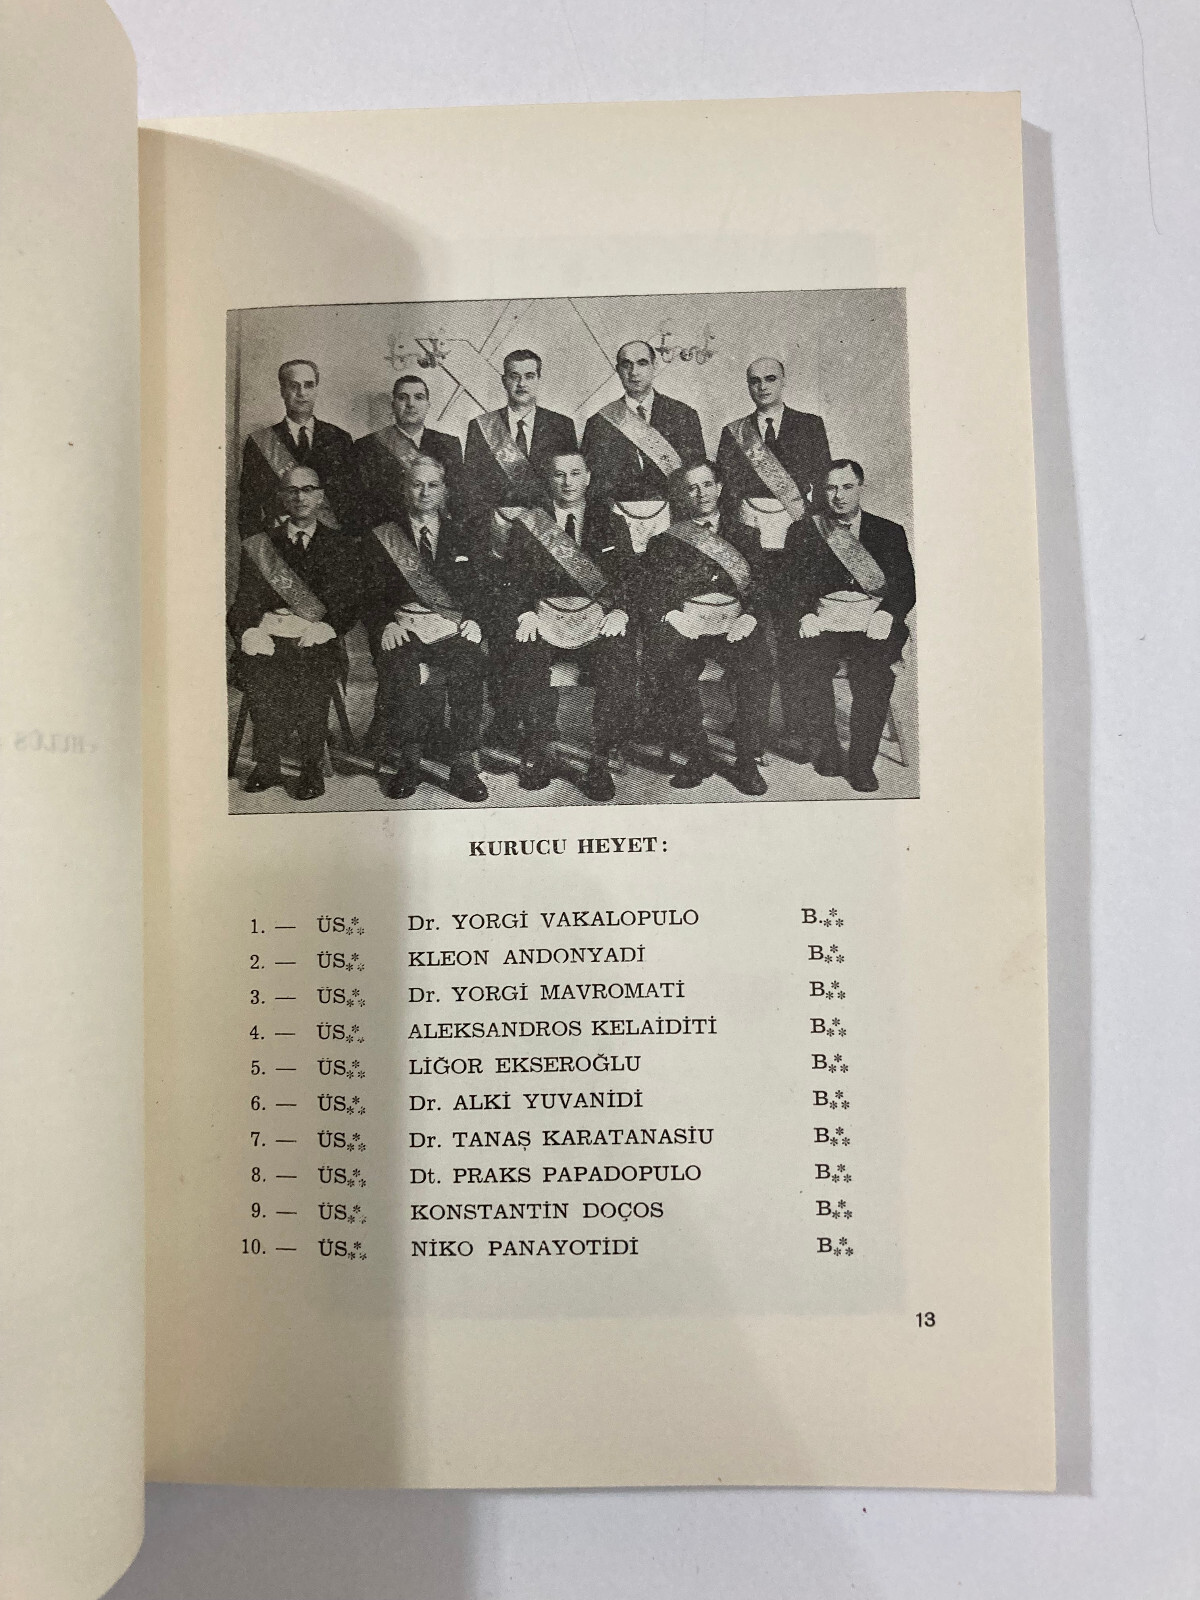 KURUCU HEYET:
1. — ÜS⁂ Dr. YORGİ VAKALOPULO B.⁂
2. — ÜS⁂ KLEON ANDONYADİ B⁂
3. — ÜS⁂ Dr. YORGİ MAVROMATİ B⁂
4. — ÜS⁂ ALEKSANDROS KELAİDİTİ B⁂
5. — ÜS⁂ LİĞOR EKSEROĞLU B⁂
6. — ÜS⁂ Dr. ALKİ YUVANİDİ B⁂
7. — ÜS⁂ Dr. TANAŞ KARATANASİU B⁂
8. — ÜS⁂ Dt. PRAKS PAPADOPULO B⁂
9. — ÜS⁂ KONSTANTİN DOÇOS B⁂
10. — ÜS⁂ NİKO PANAYOTİDİ B⁂
13